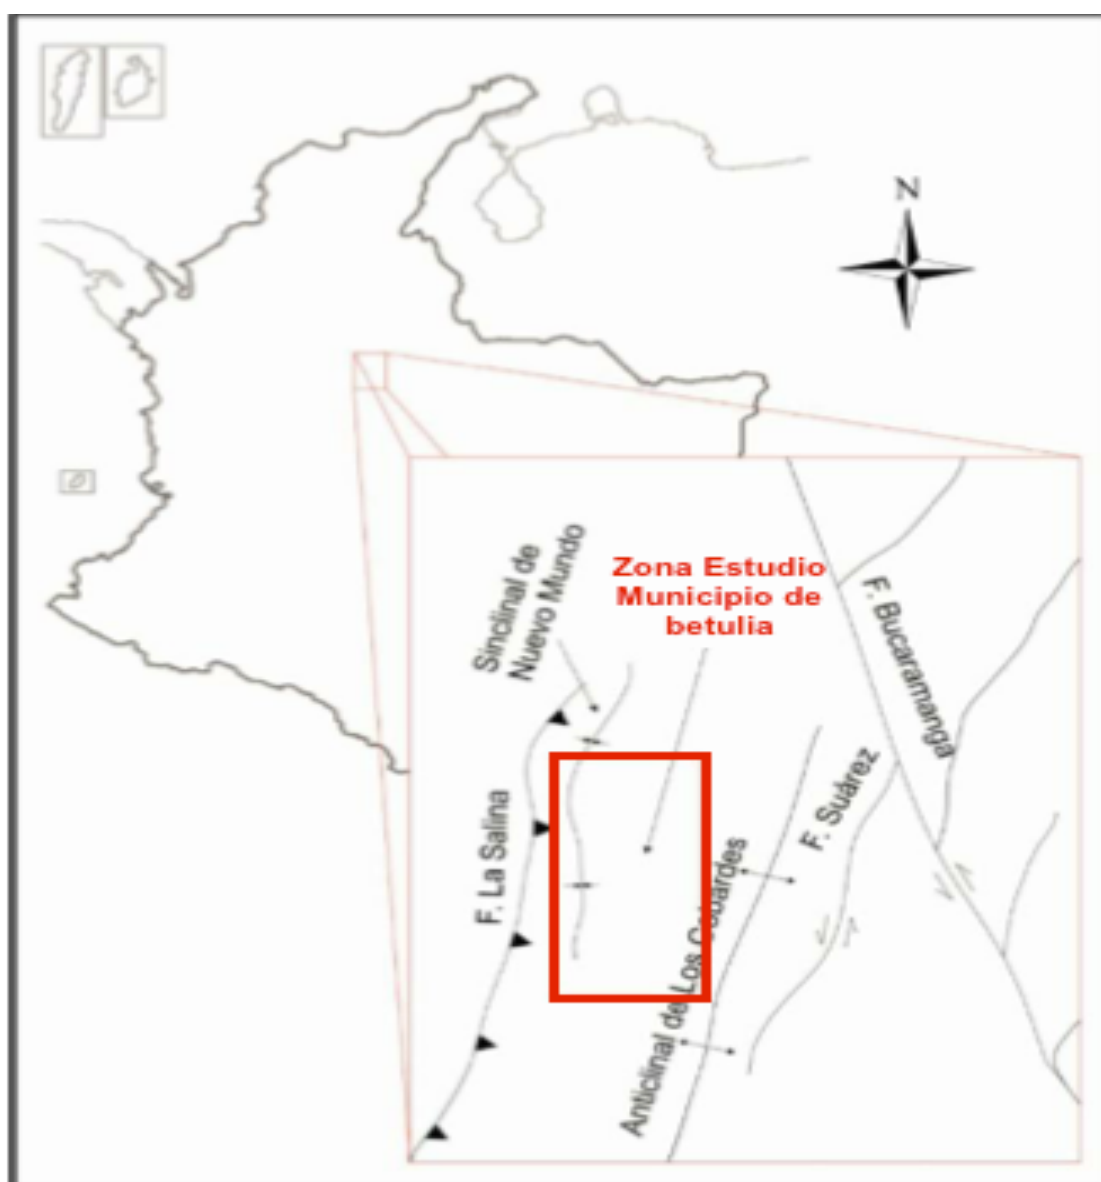 N
Zona Estudio
Municipio de
betulia
Sinclinal de
Nuevo Mundo
F. Bucaramanga
F. La Salina
F. Suárez
Anticlinal de Los Cobardes